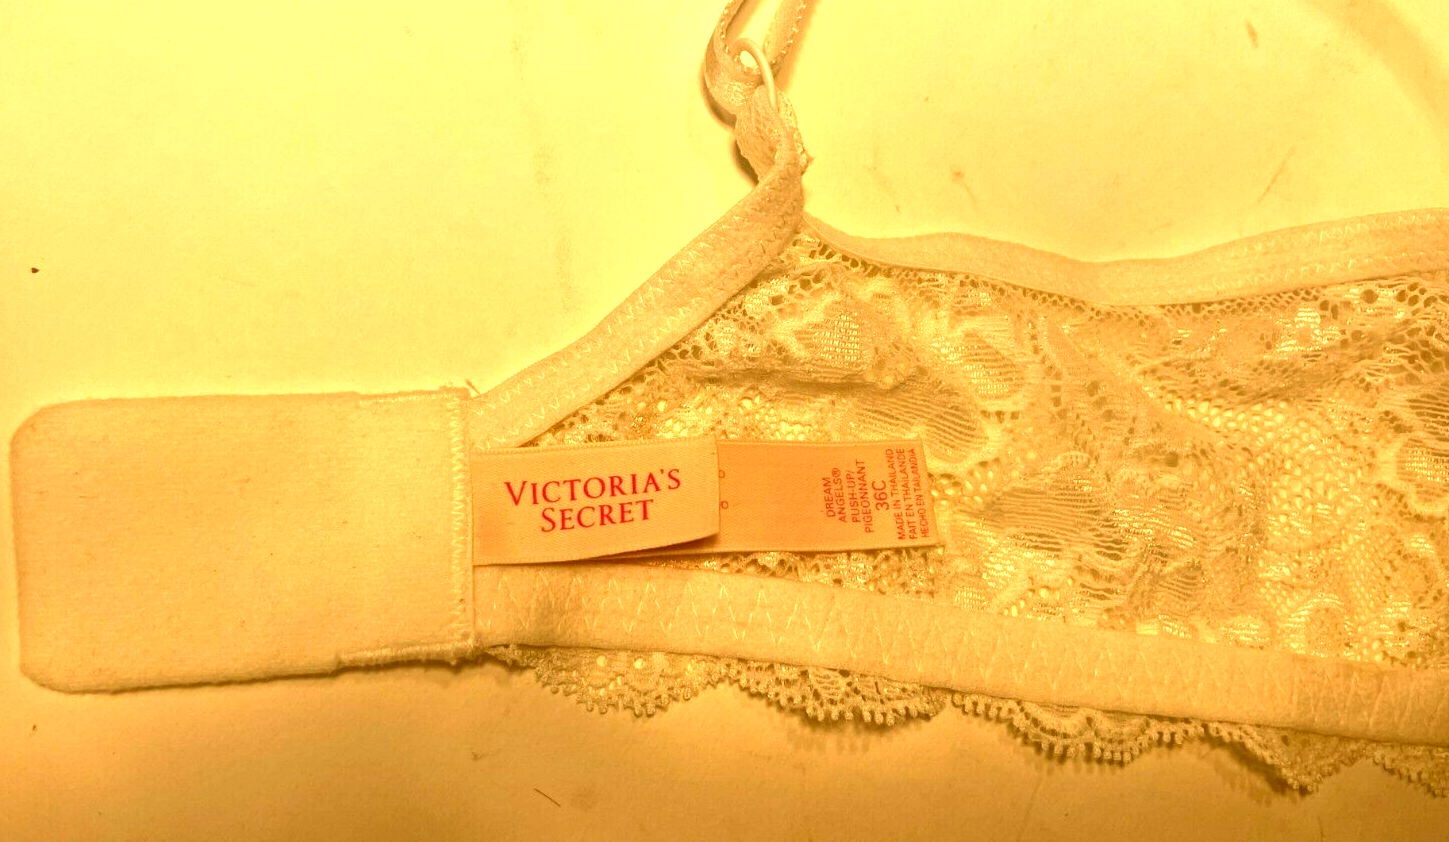 VICTORIA'S
SECRET
DREAM
ANGELS®
PUSH-UP/
PIGEONNANT
36C
MADE IN THAILAND
FAIT EN THAÏLANDE
HECHO EN TAILANDIA